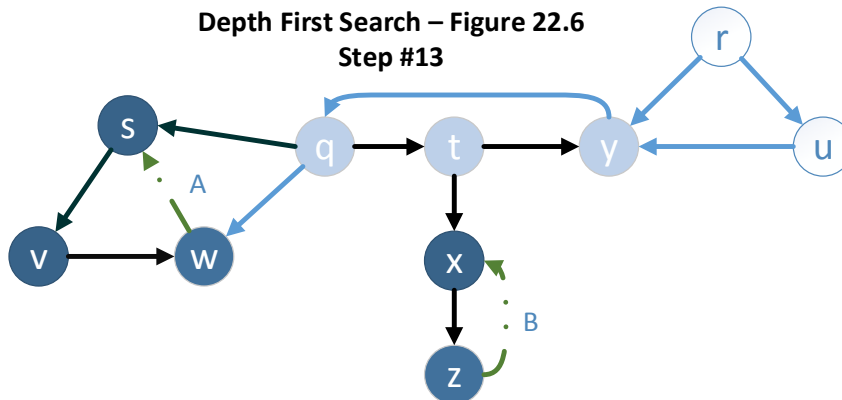 Depth First Search – Figure 22.6
Step #13
r
s
q
t
y
u
A
v
w
x
B
z